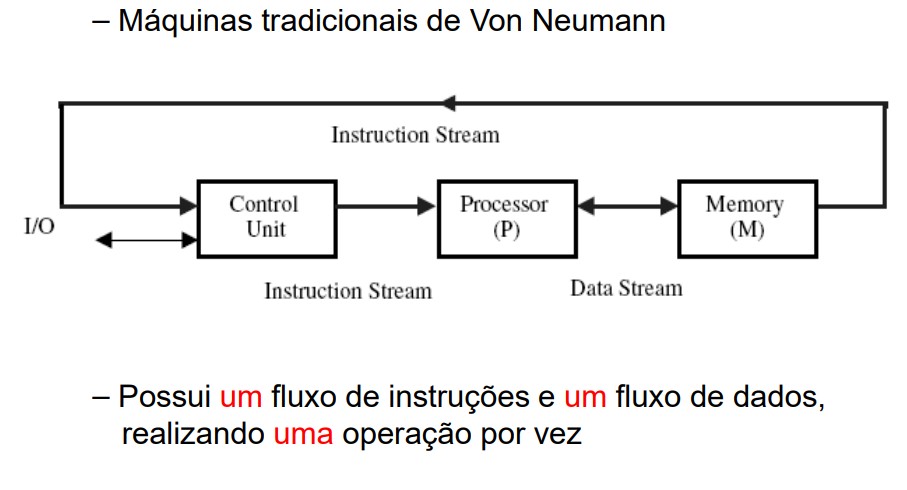 – Máquinas tradicionais de Von Neumann
Instruction Stream
Control
Unit
Processor
(P)
Memory
(M)
I/O
Instruction Stream
Data Stream
– Possui um fluxo de instruções e um fluxo de dados,
realizando uma operação por vez